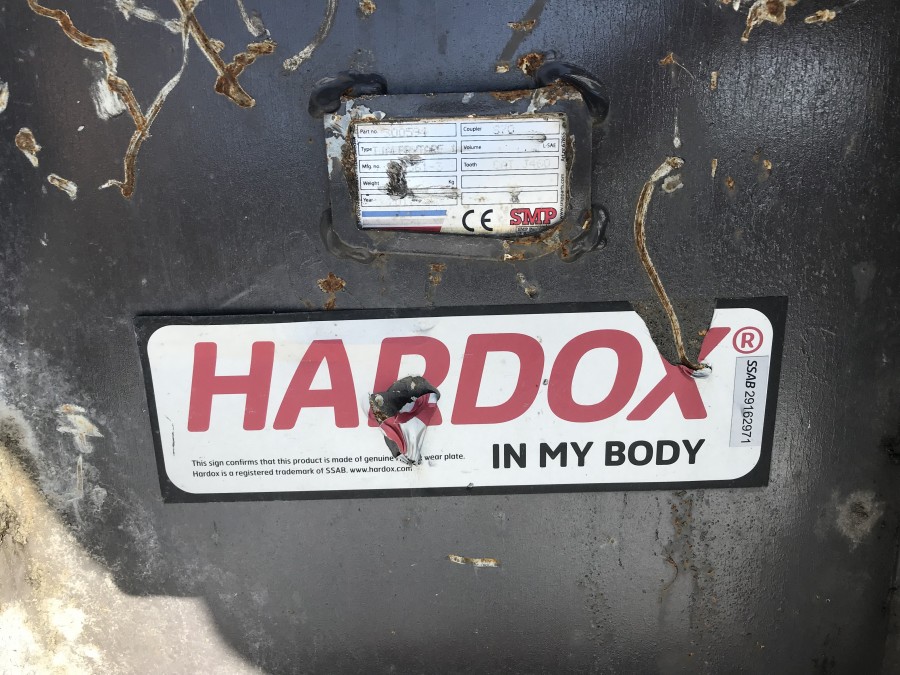 Part no. Coupler
Type Volume L SAE
Mfg. no. Tooth
Weight Kg
Year
CE SMP
HARDOX®
IN MY BODY
This sign confirms that this product is made of genuine wear plate.
Hardox is a registered trademark of SSAB. www.hardox.com
SSAB 29162971